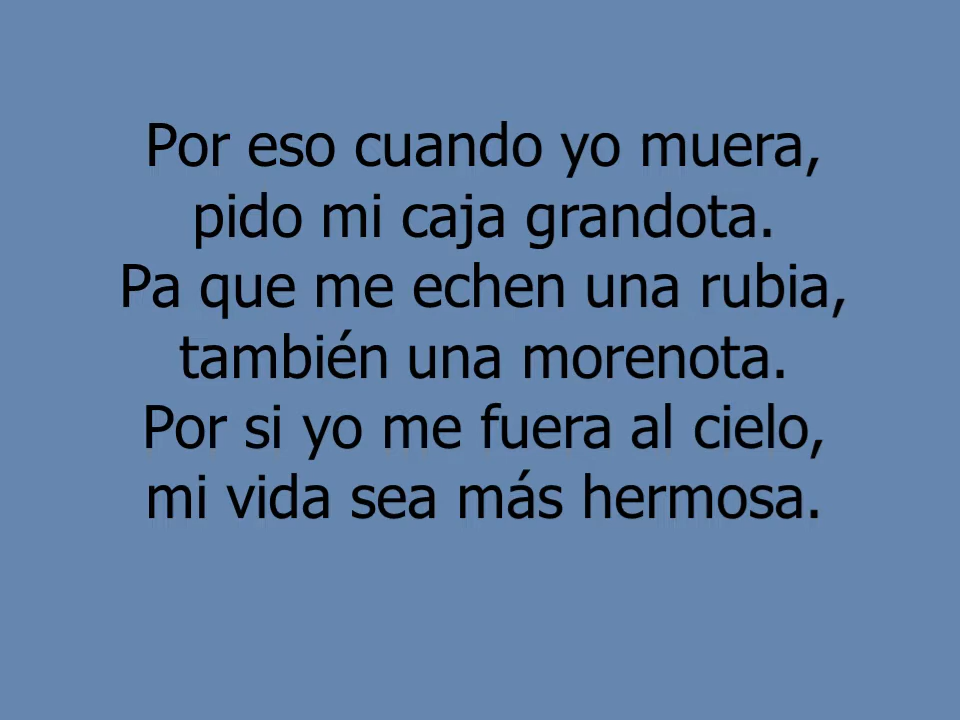 Por eso cuando yo muera,
pido mi caja grandota.
Pa que me echen una rubia,
también una morenota.
Por si yo me fuera al cielo,
mi vida sea más hermosa.